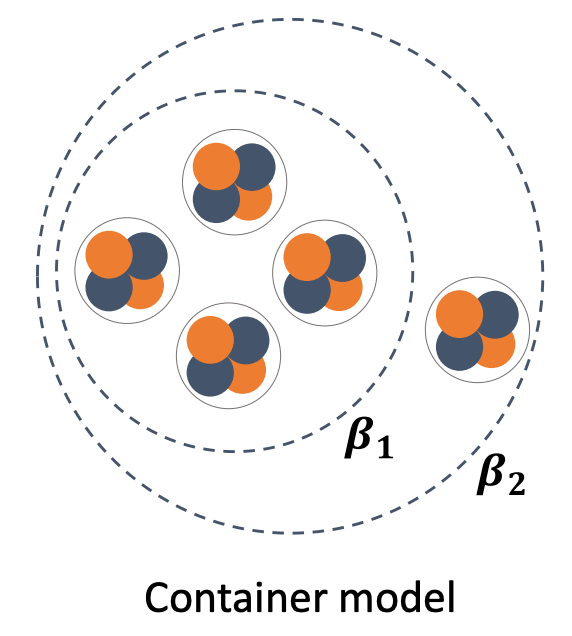 β₁
β₂
Container model